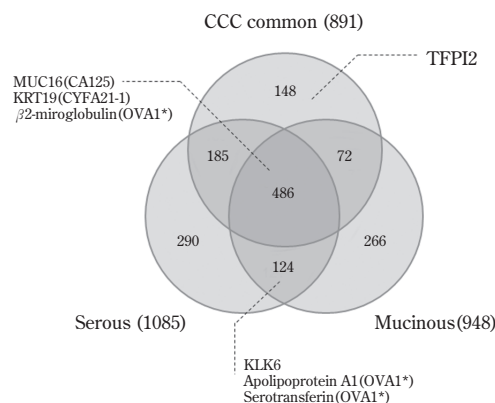 CCC common (891)
TFPI2
MUC16(CA125)
KRT19(CYFA21-1)
β2-miroglobulin(OVA1*)
148
185
72
486
290
266
124
Serous (1085)
Mucinous(948)
KLK6
Apolipoprotein A1(OVA1*)
Serotransferin(OVA1*)